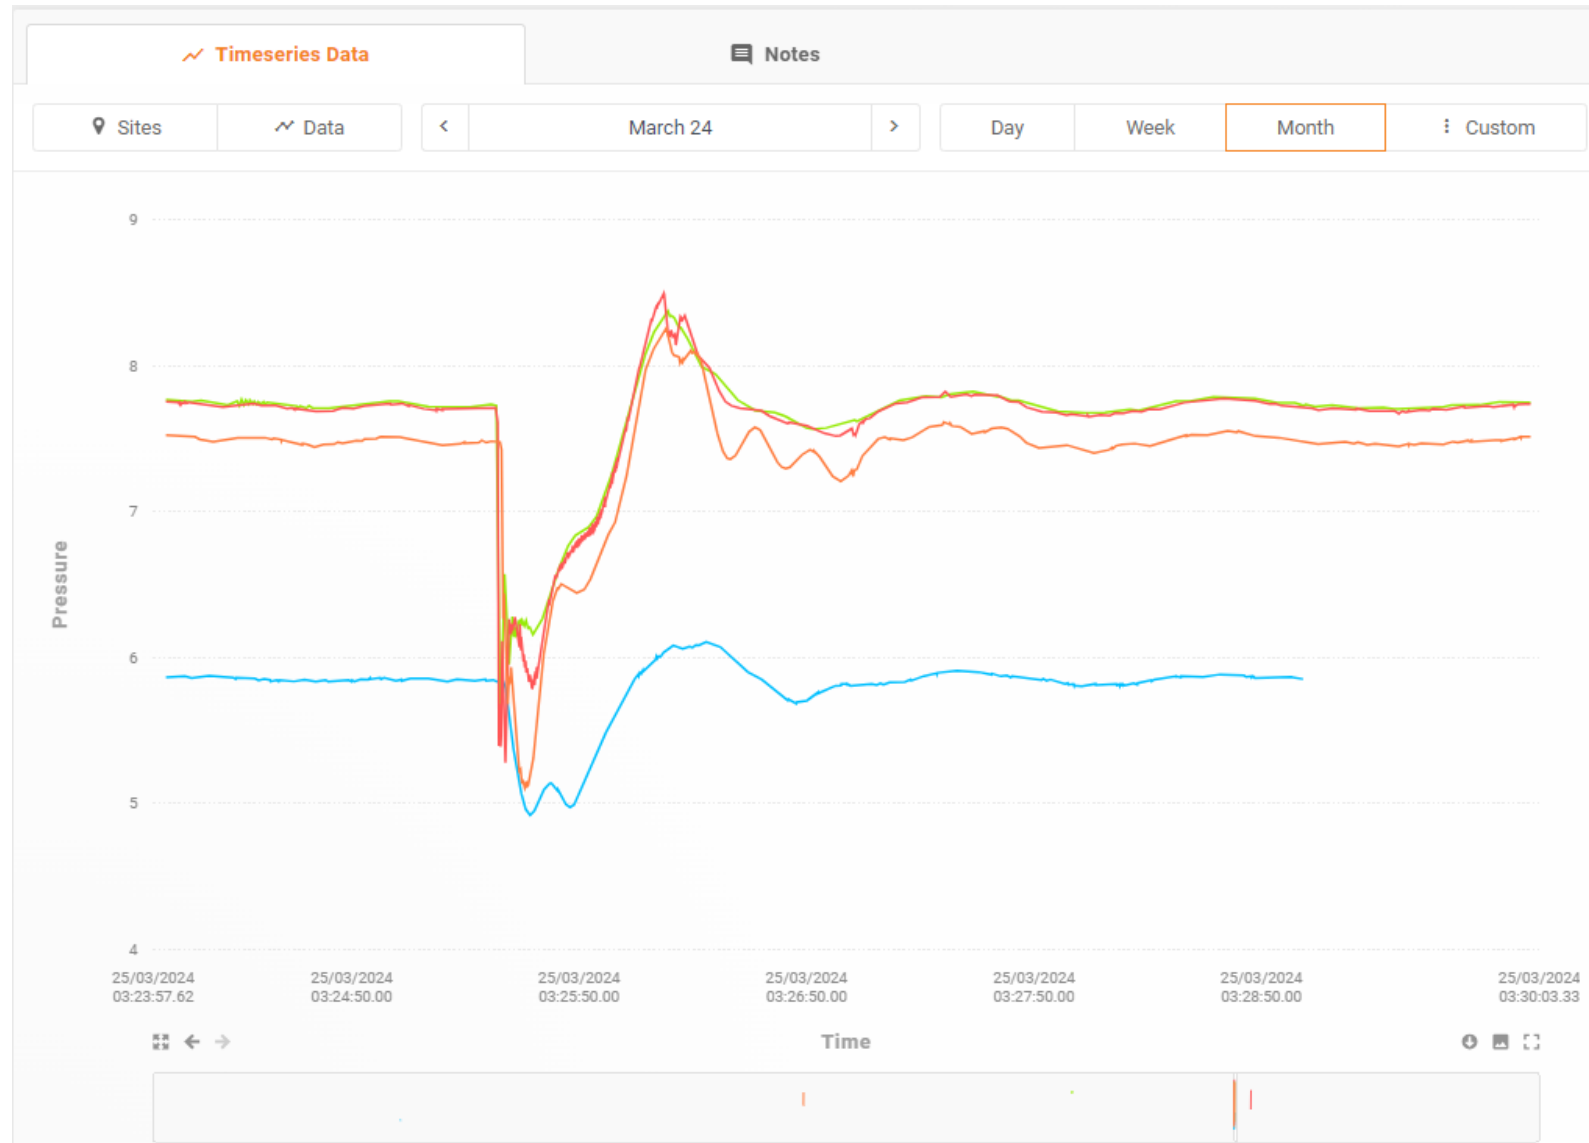 Timeseries Data
Notes
Sites
Data
March 24
Day
Week
Month
Custom
9
8
7
6
5
4
Pressure
25/03/2024
03:23:57.62
25/03/2024
03:24:50.00
25/03/2024
03:25:50.00
25/03/2024
03:26:50.00
25/03/2024
03:27:50.00
25/03/2024
03:28:50.00
25/03/2024
03:30:03.33
Time